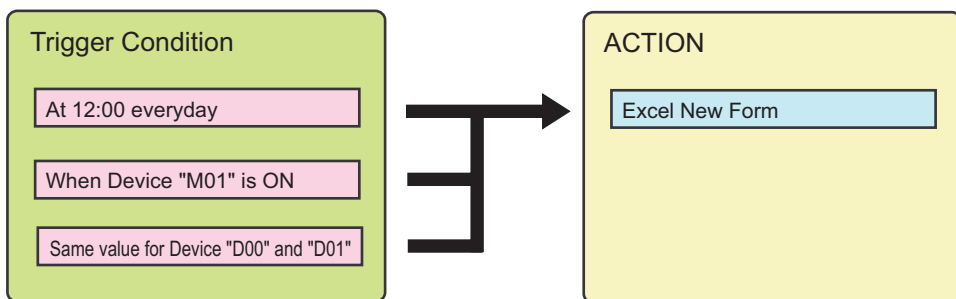 Trigger Condition
At 12:00 everyday
When Device "M01" is ON
Same value for Device "D00" and "D01"
ACTION
Excel New Form